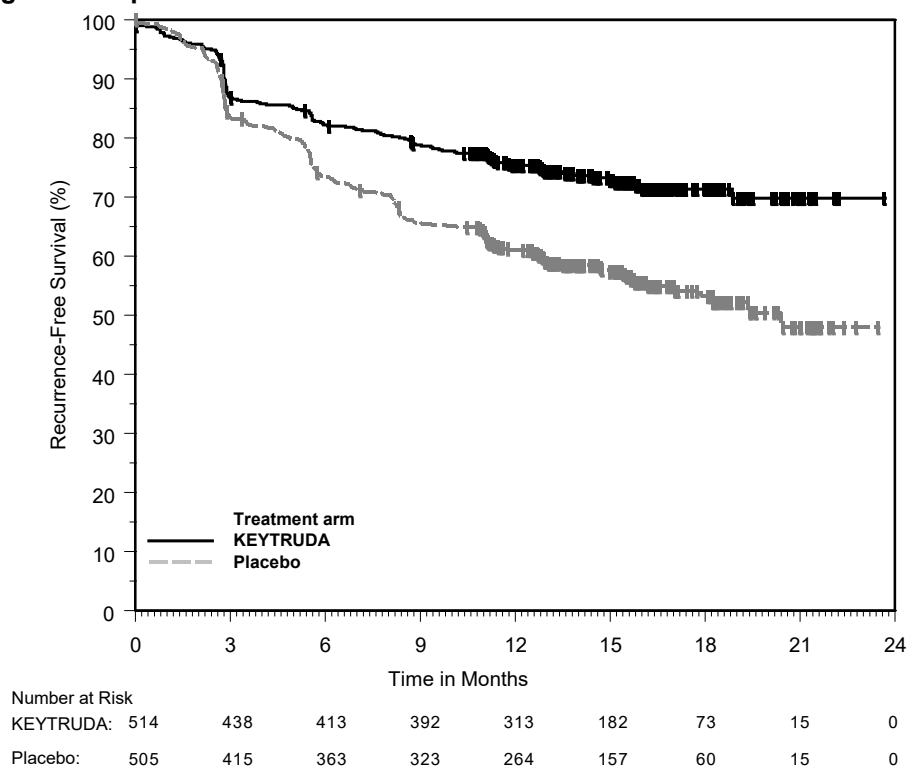 100
90
80
70
60
50
40
30
20
10
0
Recurrence-Free Survival (%)
Treatment arm
KEYTRUDA
Placebo
0 3 6 9 12 15 18 21 24
Time in Months
Number at Risk
KEYTRUDA: 514 438 413 392 313 182 73 15 0
Placebo: 505 415 363 323 264 157 60 15 0